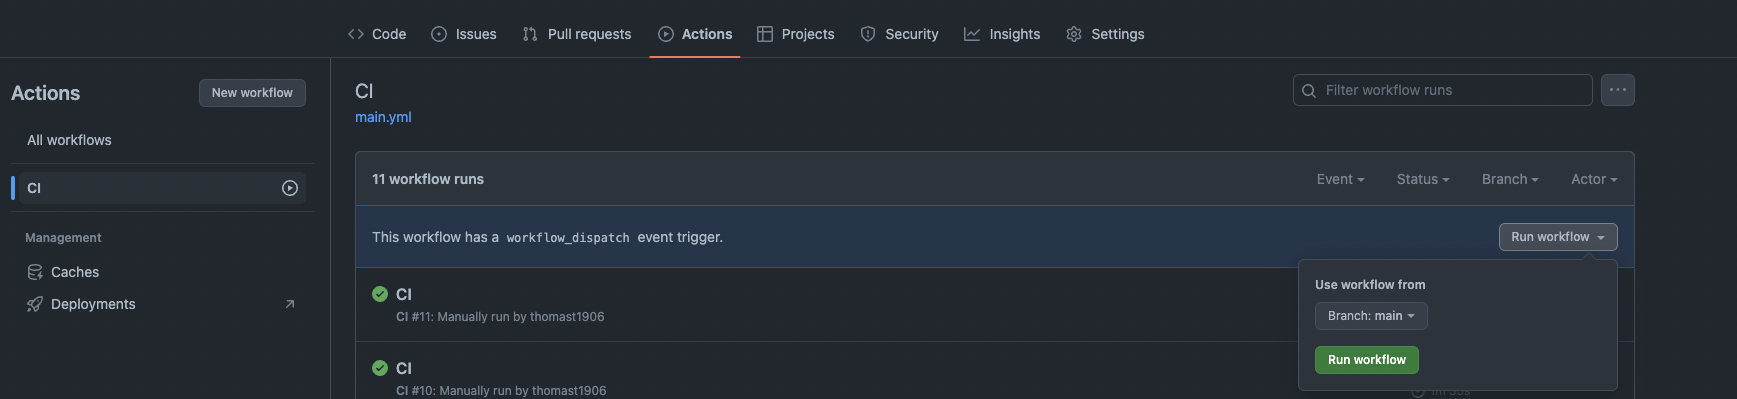 Code Issues Pull requests Actions Projects Security Insights Settings
Actions New workflow
All workflows
CI
Management
Caches
Deployments
CI
main.yml
Filter workflow runs
11 workflow runs Event Status Branch Actor
This workflow has a workflow_dispatch event trigger. Run workflow
Use workflow from
Branch: main
Run workflow
CI
CI #11: Manually run by thomast1906
CI
CI #10: Manually run by thomast1906